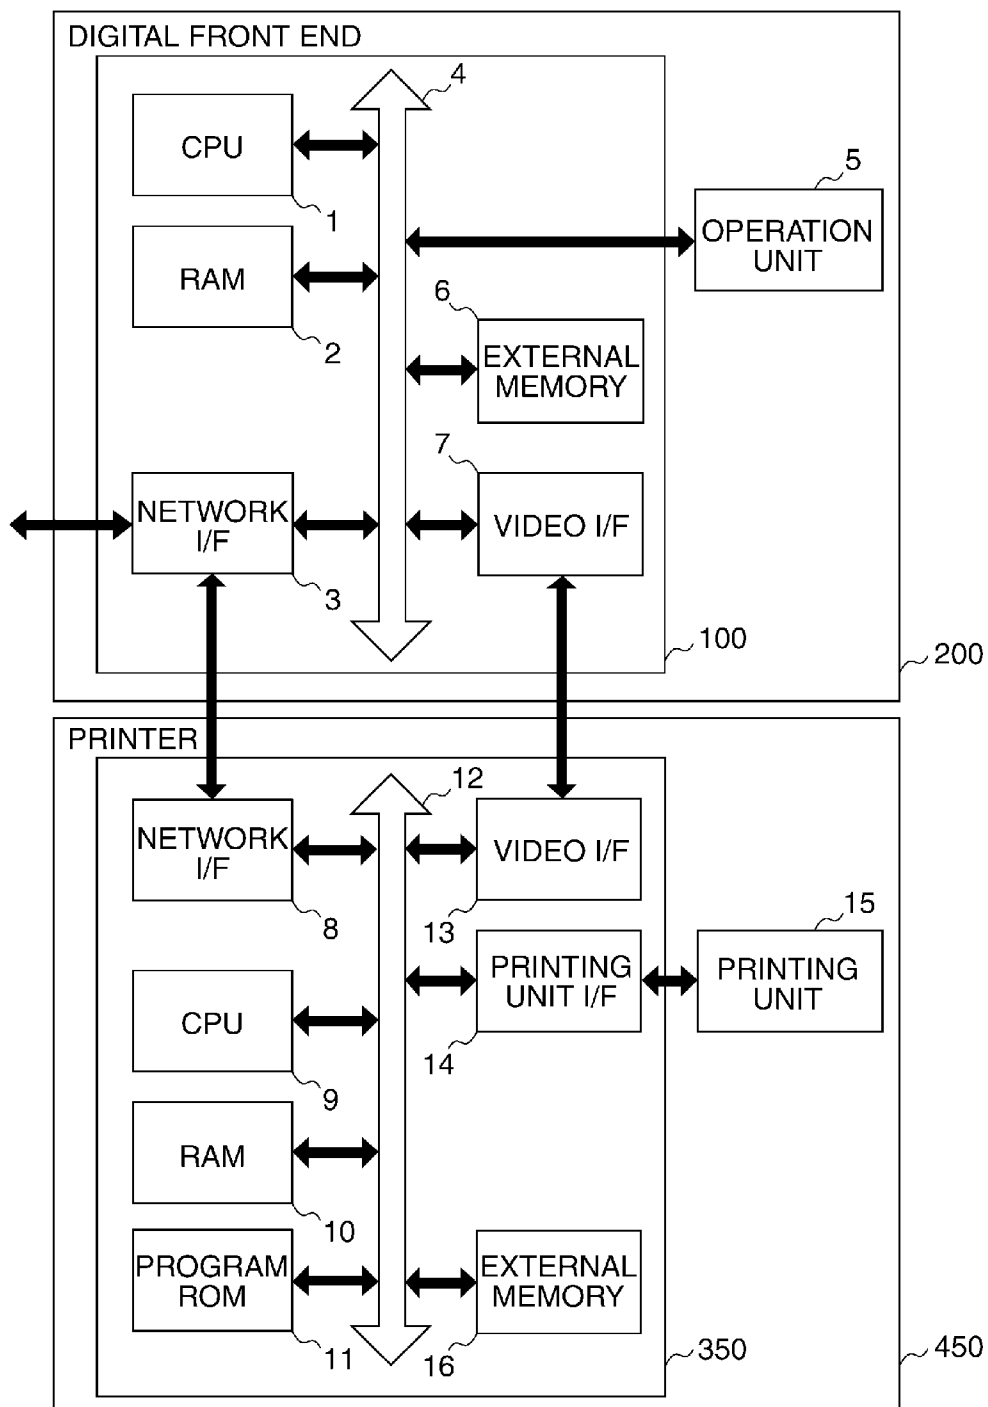 DIGITAL FRONT END
4
CPU
1
5
OPERATION
UNIT
RAM
2
6
EXTERNAL
MEMORY
7
NETWORK
I/F
3
VIDEO I/F
100
200
PRINTER
12
NETWORK
I/F
8
VIDEO I/F
13
15
PRINTING
UNIT I/F
14
PRINTING
UNIT
CPU
9
RAM
10
PROGRAM
ROM
11
EXTERNAL
MEMORY
16
350
450